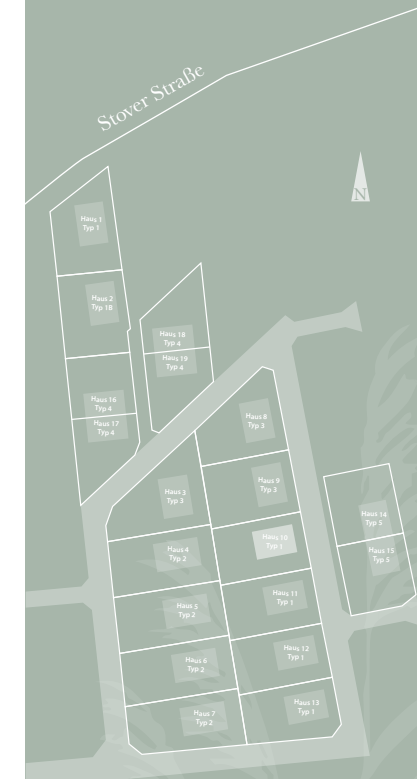 Stover Straße
N
Haus 1
Typ 1
Haus 2
Typ 1B
Haus 18
Typ 4
Haus 19
Typ 4
Haus 16
Typ 4
Haus 17
Typ 4
Haus 8
Typ 3
Haus 9
Typ 3
Haus 3
Typ 3
Haus 14
Typ 5
Haus 10
Typ 1
Haus 4
Typ 2
Haus 15
Typ 5
Haus 11
Typ 1
Haus 5
Typ 2
Haus 12
Typ 1
Haus 6
Typ 2
Haus 13
Typ 1
Haus 7
Typ 2